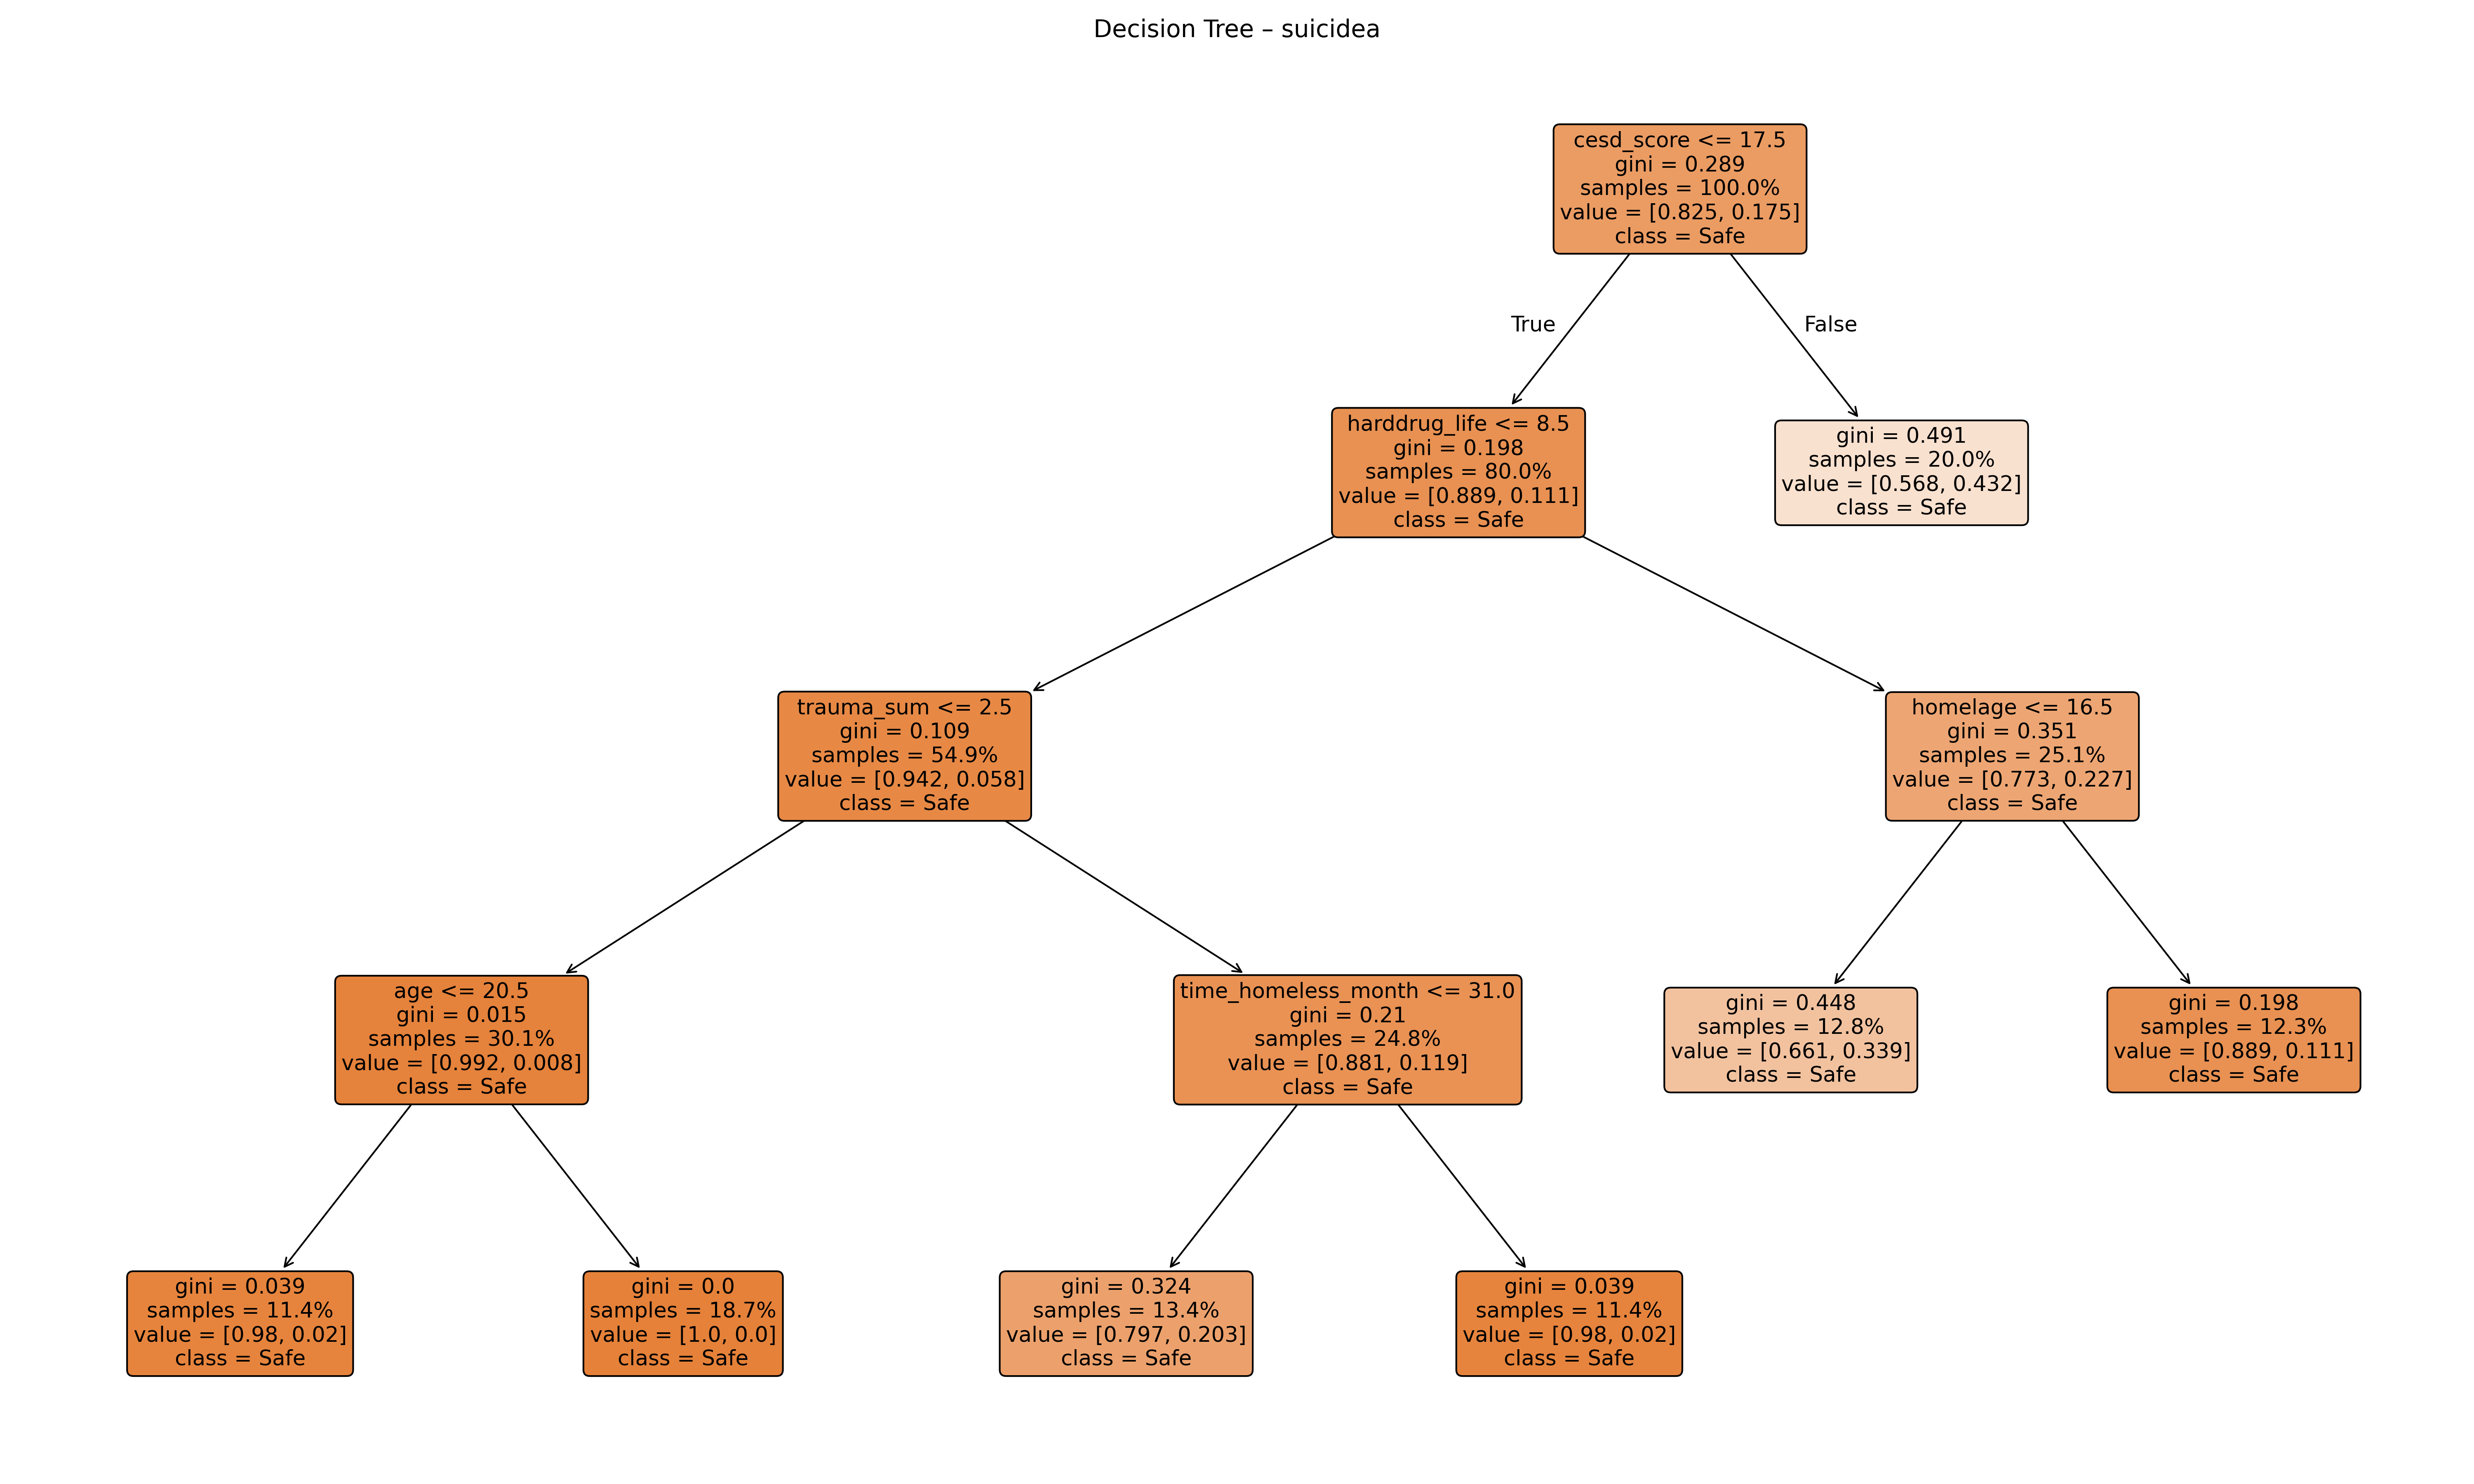 Decision Tree – suicidea
cesd_score <= 17.5
gini = 0.289
samples = 100.0%
value = [0.825, 0.175]
class = Safe
True
False
harddrug_life <= 8.5
gini = 0.198
samples = 80.0%
value = [0.889, 0.111]
class = Safe
gini = 0.491
samples = 20.0%
value = [0.568, 0.432]
class = Safe
trauma_sum <= 2.5
gini = 0.109
samples = 54.9%
value = [0.942, 0.058]
class = Safe
homelage <= 16.5
gini = 0.351
samples = 25.1%
value = [0.773, 0.227]
class = Safe
age <= 20.5
gini = 0.015
samples = 30.1%
value = [0.992, 0.008]
class = Safe
time_homeless_month <= 31.0
gini = 0.21
samples = 24.8%
value = [0.881, 0.119]
class = Safe
gini = 0.448
samples = 12.8%
value = [0.661, 0.339]
class = Safe
gini = 0.198
samples = 12.3%
value = [0.889, 0.111]
class = Safe
gini = 0.039
samples = 11.4%
value = [0.98, 0.02]
class = Safe
gini = 0.0
samples = 18.7%
value = [1.0, 0.0]
class = Safe
gini = 0.324
samples = 13.4%
value = [0.797, 0.203]
class = Safe
gini = 0.039
samples = 11.4%
value = [0.98, 0.02]
class = Safe